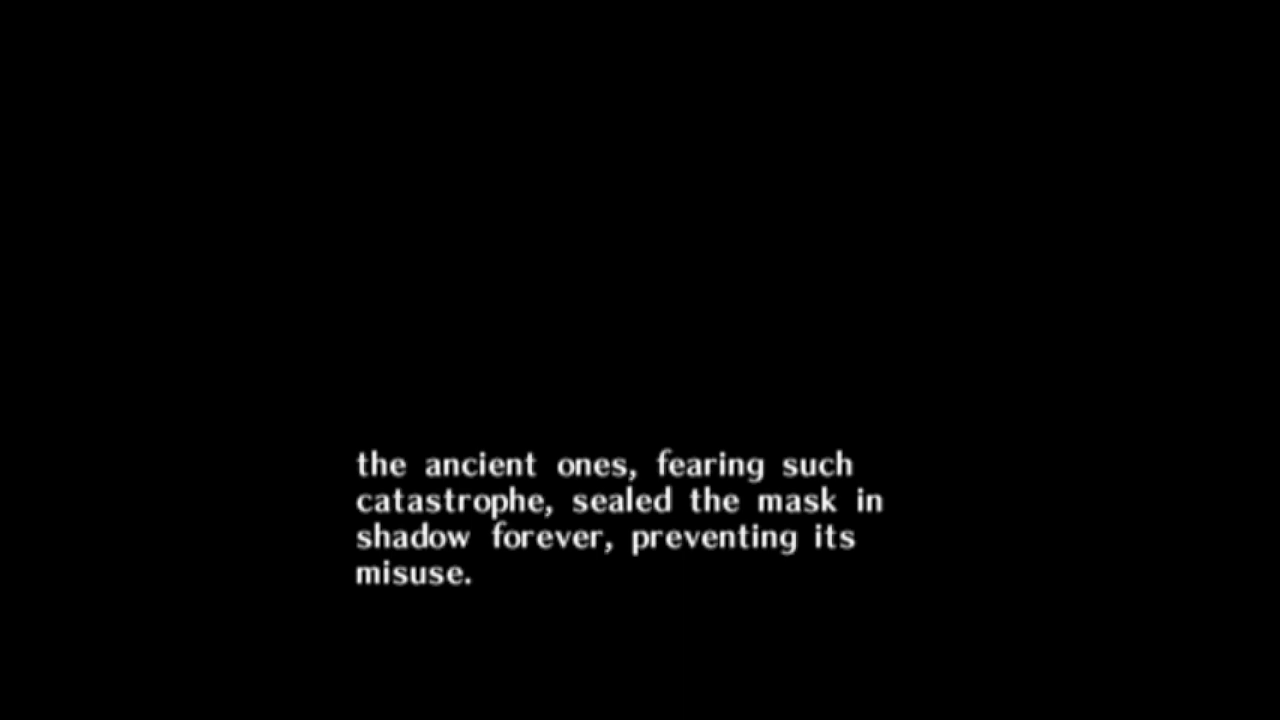 the ancient ones, fearing such
catastrophe, sealed the mask in
shadow forever, preventing its
misuse.